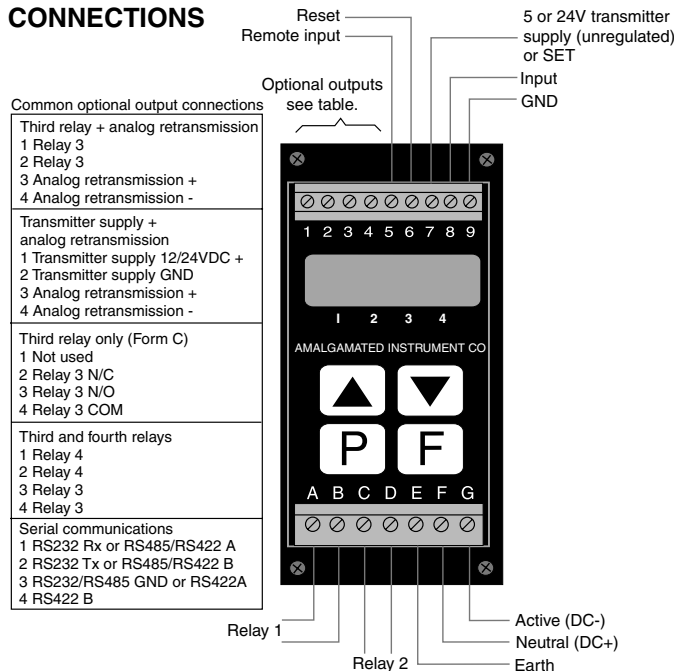 CONNECTIONS
Reset
Remote input
5 or 24V transmitter
supply (unregulated)
or SET
Input
GND
Optional outputs
see table.
Common optional output connections
Third relay + analog retransmission
1 Relay 3
2 Relay 3
3 Analog retransmission +
4 Analog retransmission -
Transmitter supply +
analog retransmission
1 Transmitter supply 12/24VDC +
2 Transmitter supply GND
3 Analog retransmission +
4 Analog retransmission -
Third relay only (Form C)
1 Not used
2 Relay 3 N/C
3 Relay 3 N/O
4 Relay 3 COM
Third and fourth relays
1 Relay 4
2 Relay 4
3 Relay 3
4 Relay 3
Serial communications
1 RS232 Rx or RS485/RS422 A
2 RS232 Tx or RS485/RS422 B
3 RS232/RS485 GND or RS422A
4 RS422 B
1 2 3 4 5 6 7 8 9
1 2 3 4
AMALGAMATED INSTRUMENT CO
P F
A B C D E F G
Relay 1
Relay 2
Active (DC-)
Neutral (DC+)
Earth